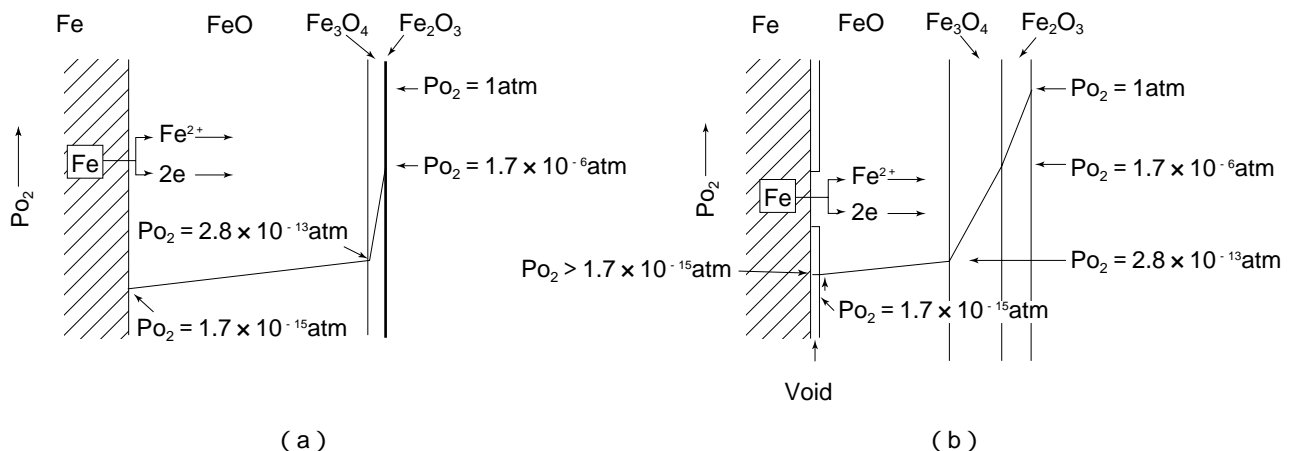 Fe
FeO
Fe₃O₄
Fe₂O₃
Po₂ = 1atm
Fe²⁺
Fe
2e
Po₂ = 1.7 × 10⁻⁶atm
Po₂
Po₂ = 2.8 × 10⁻¹³atm
Po₂ = 1.7 × 10⁻¹⁵atm
( a )
Fe
FeO
Fe₃O₄
Fe₂O₃
Po₂ = 1atm
Po₂ = 1.7 × 10⁻⁶atm
Po₂
Fe²⁺
Fe
2e
Po₂ > 1.7 × 10⁻¹⁵atm
Po₂ = 2.8 × 10⁻¹³atm
Po₂ = 1.7 × 10⁻¹⁵atm
Void
( b )